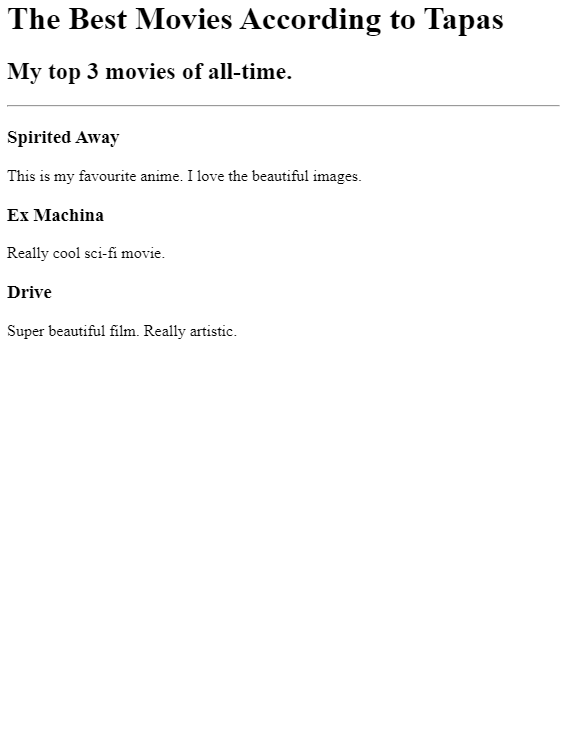 The Best Movies According to Tapas
My top 3 movies of all-time.
Spirited Away
This is my favourite anime. I love the beautiful images.
Ex Machina
Really cool sci-fi movie.
Drive
Super beautiful film. Really artistic.